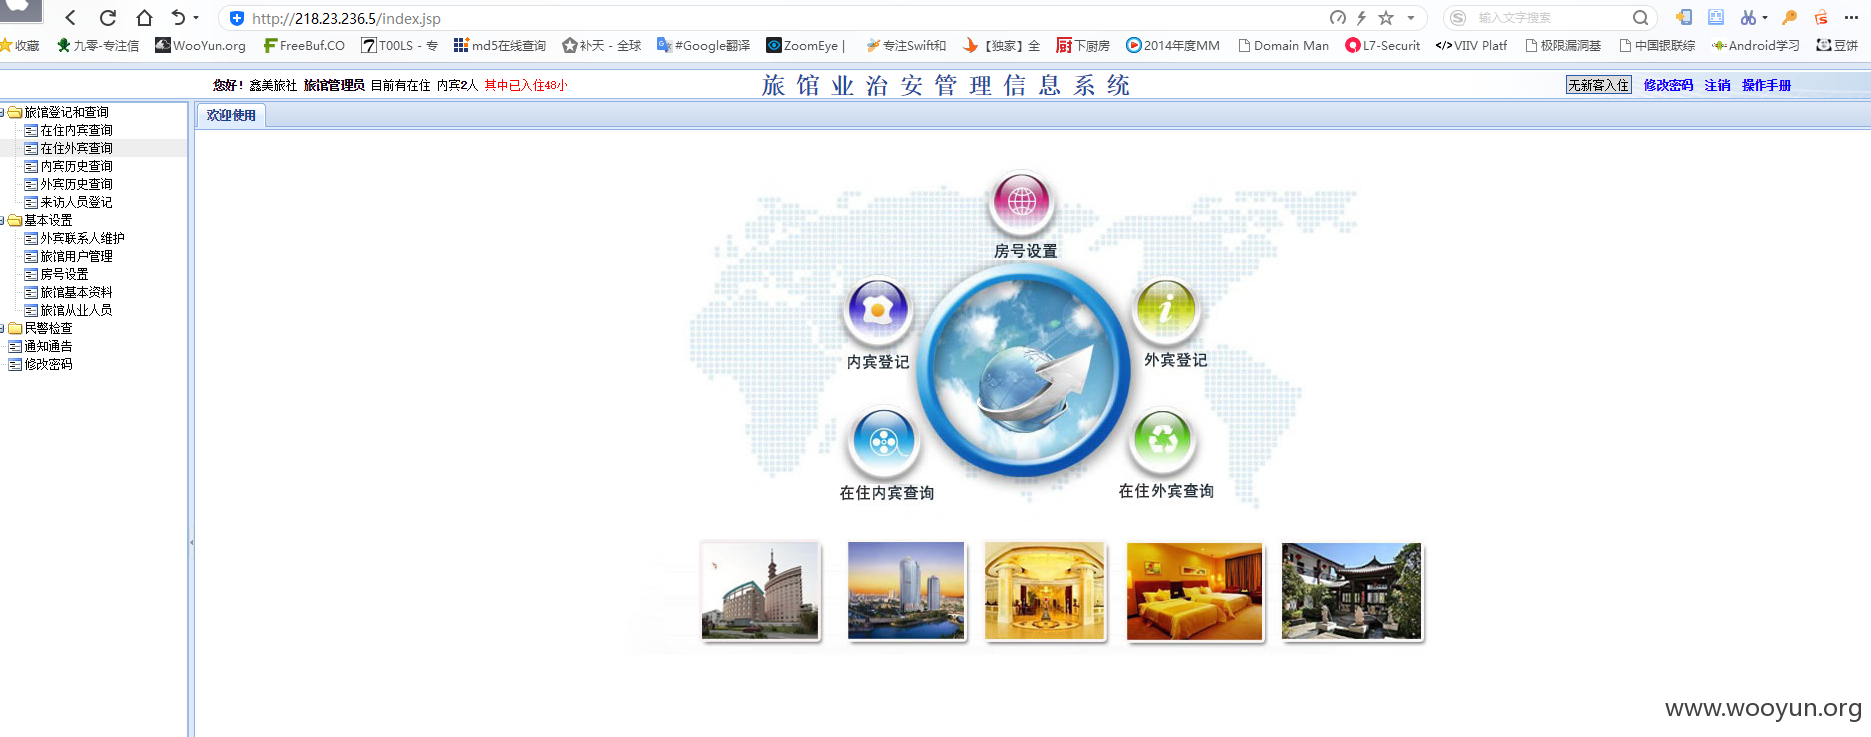 http://218.23.236.5/index.jsp
输入文字搜索
收藏 九零-专注信 WooYun.org FreeBuf.CO T00LS - 专 md5在线查询 补天 - 全球 #Google翻译 ZoomEye | 专注Swift和 【独家】全 下厨房 2014年度MM Domain Man L7-Securit VIIV Platf 极限漏洞基 中国银联综 Android学习 豆饼
您好！鑫美旅社 旅馆管理员 目前有在住 内宾2人 其中已入住48小
旅馆业治安管理信息系统
无新客入住 修改密码 注销 操作手册
旅馆登记和查询
在住内宾查询
在住外宾查询
内宾历史查询
外宾历史查询
来访人员登记
基本设置
外宾联系人维护
旅馆用户管理
房号设置
旅馆基本资料
旅馆从业人员
民警检查
通知通告
修改密码
欢迎使用
房号设置
内宾登记
外宾登记
在住内宾查询
在住外宾查询
www.wooyun.org